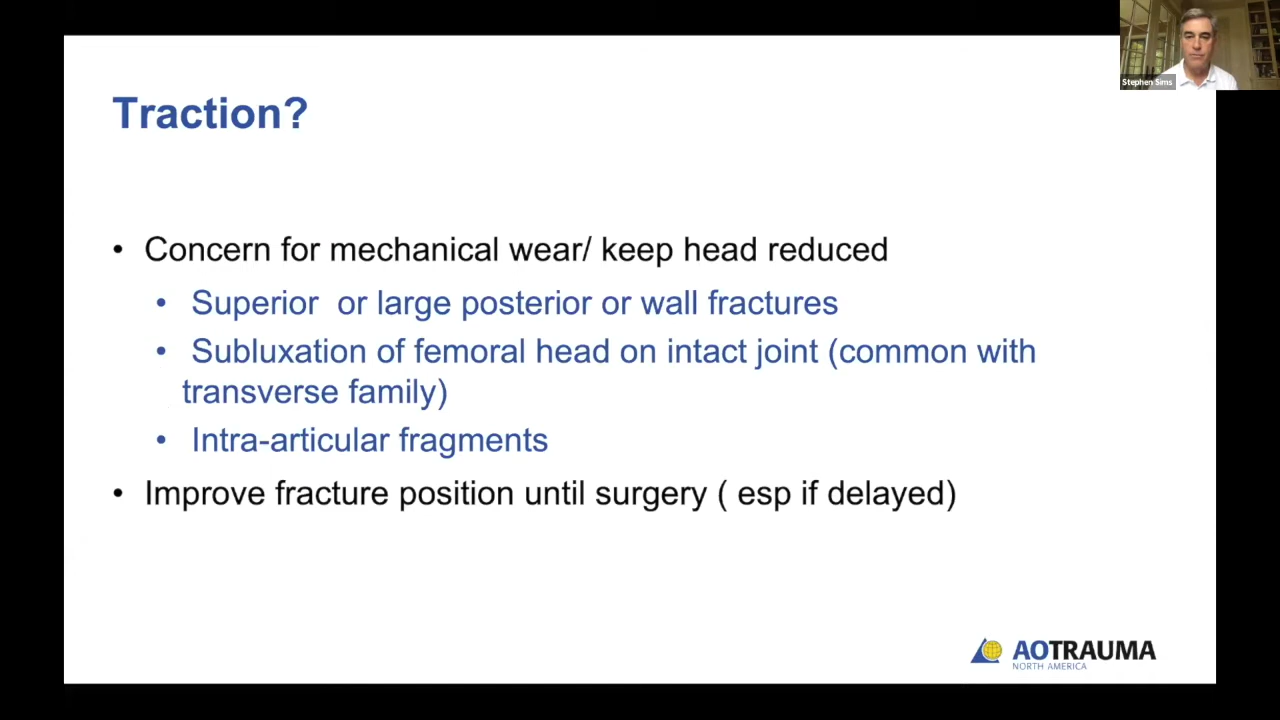 Stephen Sims
Traction?
• Concern for mechanical wear/ keep head reduced
• Superior or large posterior or wall fractures
• Subluxation of femoral head on intact joint (common with
transverse family)
• Intra-articular fragments
• Improve fracture position until surgery ( esp if delayed)
AOTRAUMA
NORTH AMERICA